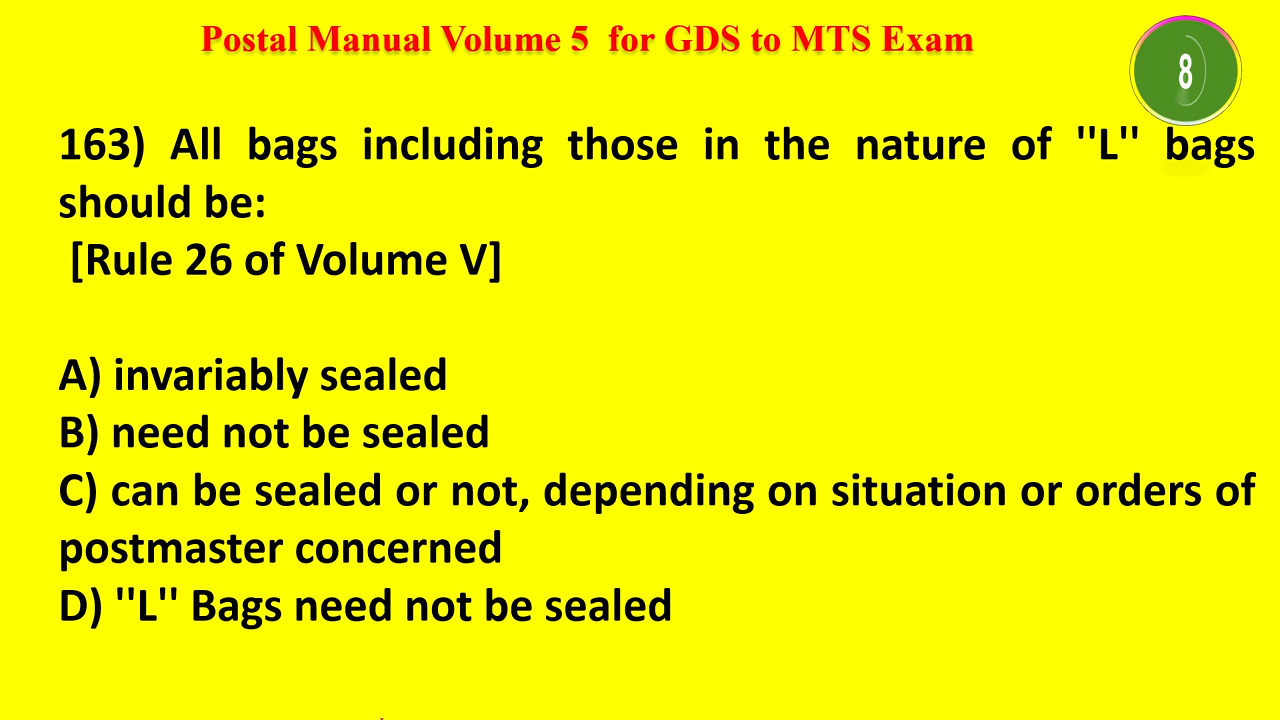 Postal Manual Volume 5 for GDS to MTS Exam
8
163) All bags including those in the nature of "L" bags
should be:
[Rule 26 of Volume V]
A) invariably sealed
B) need not be sealed
C) can be sealed or not, depending on situation or orders of
postmaster concerned
D) "L" Bags need not be sealed